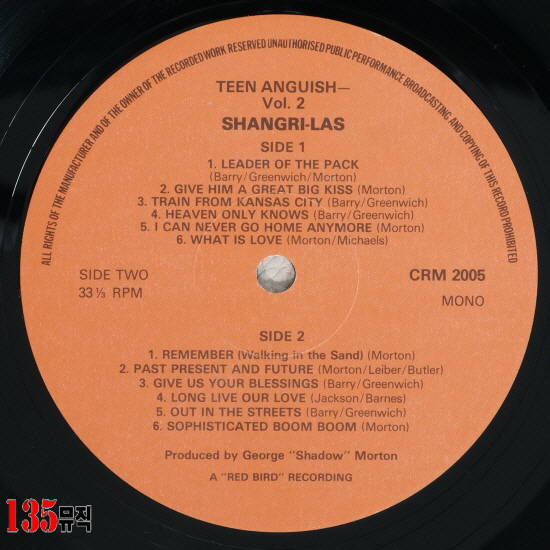 ALL RIGHTS OF THE MANUFACTURER AND OF THE OWNER OF THE RECORDED WORK RESERVED UNAUTHORISED PUBLIC PERFORMANCE BROADCASTING AND COPYING OF THIS RECORD PROHIBITED
TEEN ANGUISH—
Vol. 2
SHANGRI-LAS
SIDE 1
1. LEADER OF THE PACK
(Barry/Greenwich/Morton)
2. GIVE HIM A GREAT BIG KISS (Morton)
3. TRAIN FROM KANSAS CITY (Barry/Greenwich)
4. HEAVEN ONLY KNOWS (Barry/Greenwich)
5. I CAN NEVER GO HOME ANYMORE (Morton)
6. WHAT IS LOVE (Morton/Michaels)
SIDE TWO
33⅓ RPM
CRM 2005
MONO
SIDE 2
1. REMEMBER (Walking in the Sand) (Morton)
2. PAST PRESENT AND FUTURE (Morton/Leiber/Butler)
3. GIVE US YOUR BLESSINGS (Barry/Greenwich)
4. LONG LIVE OUR LOVE (Jackson/Barnes)
5. OUT IN THE STREETS (Barry/Greenwich)
6. SOPHISTICATED BOOM BOOM (Morton)
Produced by George "Shadow" Morton
A "RED BIRD" RECORDING
135뮤직